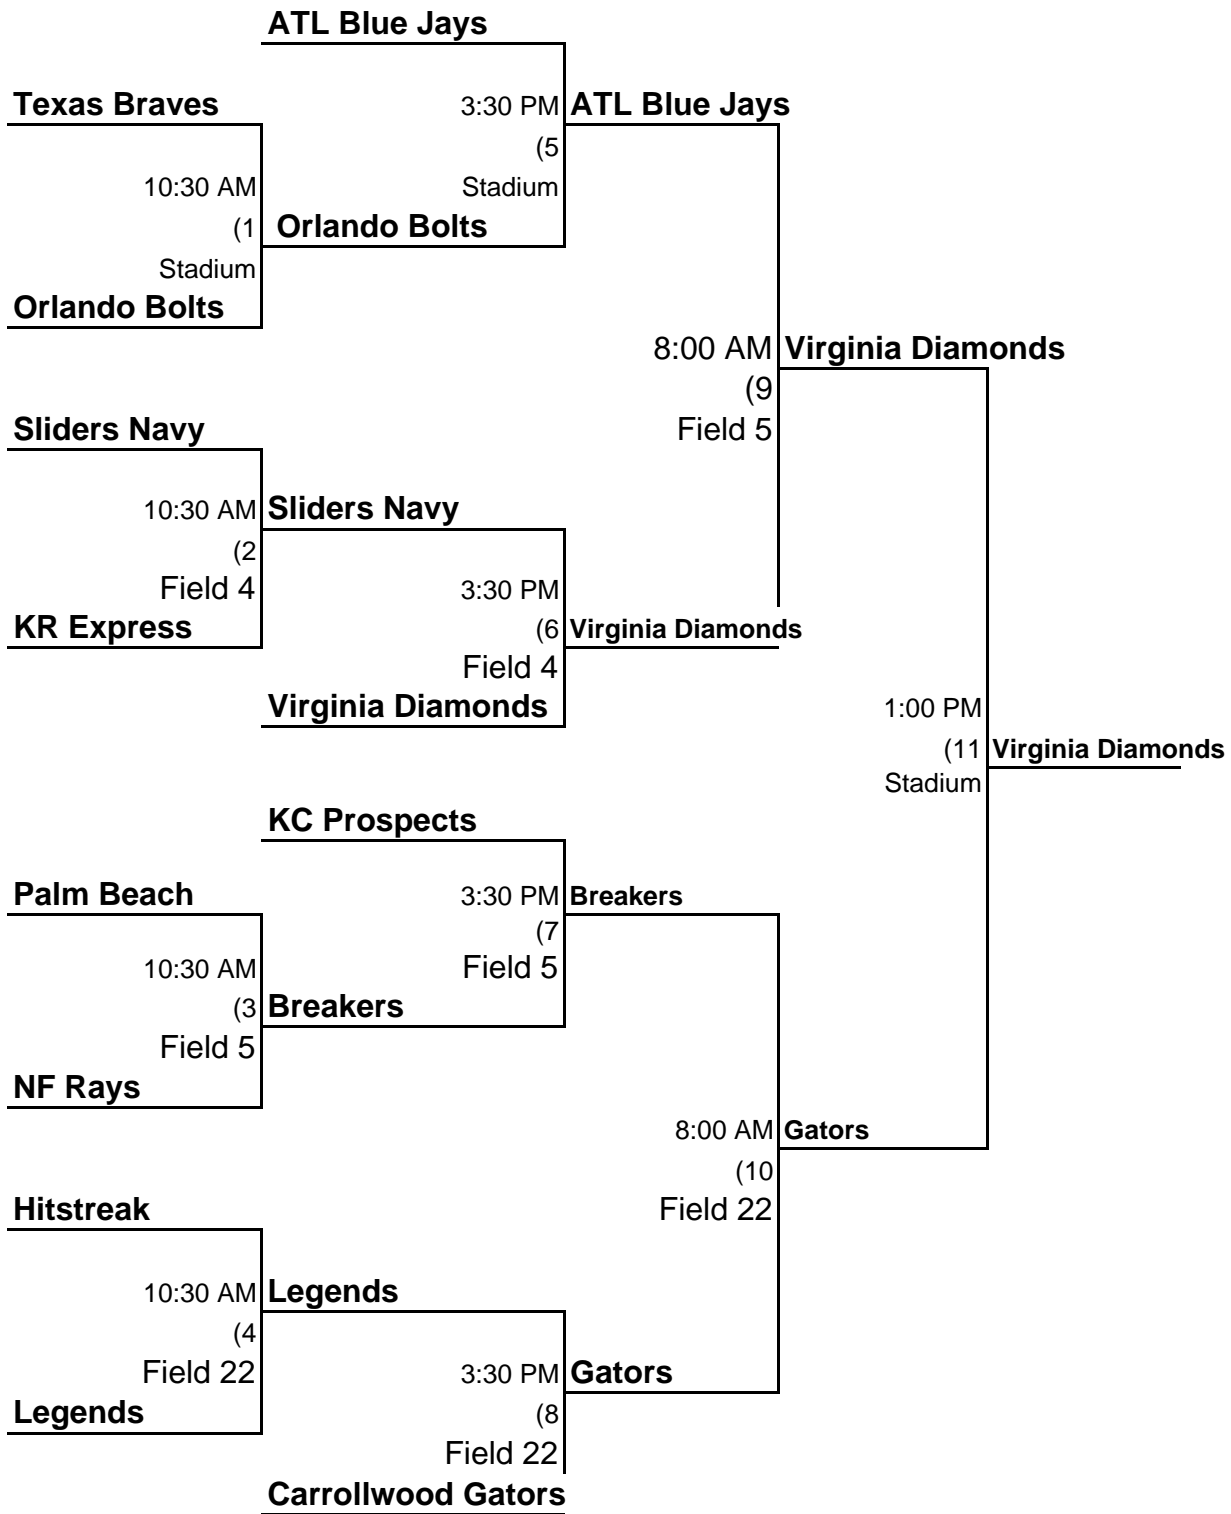 ATL Blue Jays
Texas Braves
3:30 PM
ATL Blue Jays
(5
10:30 AM
Stadium
(1
Orlando Bolts
Stadium
Orlando Bolts
8:00 AM
Virginia Diamonds
(9
Sliders Navy
Field 5
10:30 AM
Sliders Navy
(2
Field 4
3:30 PM
KR Express
(6
Virginia Diamonds
Field 4
Virginia Diamonds
1:00 PM
(11
Virginia Diamonds
Stadium
KC Prospects
Palm Beach
3:30 PM
Breakers
(7
10:30 AM
Field 5
(3
Breakers
Field 5
NF Rays
8:00 AM
Gators
(10
Hitstreak
Field 22
10:30 AM
Legends
(4
Field 22
3:30 PM
Gators
Legends
(8
Field 22
Carrollwood Gators